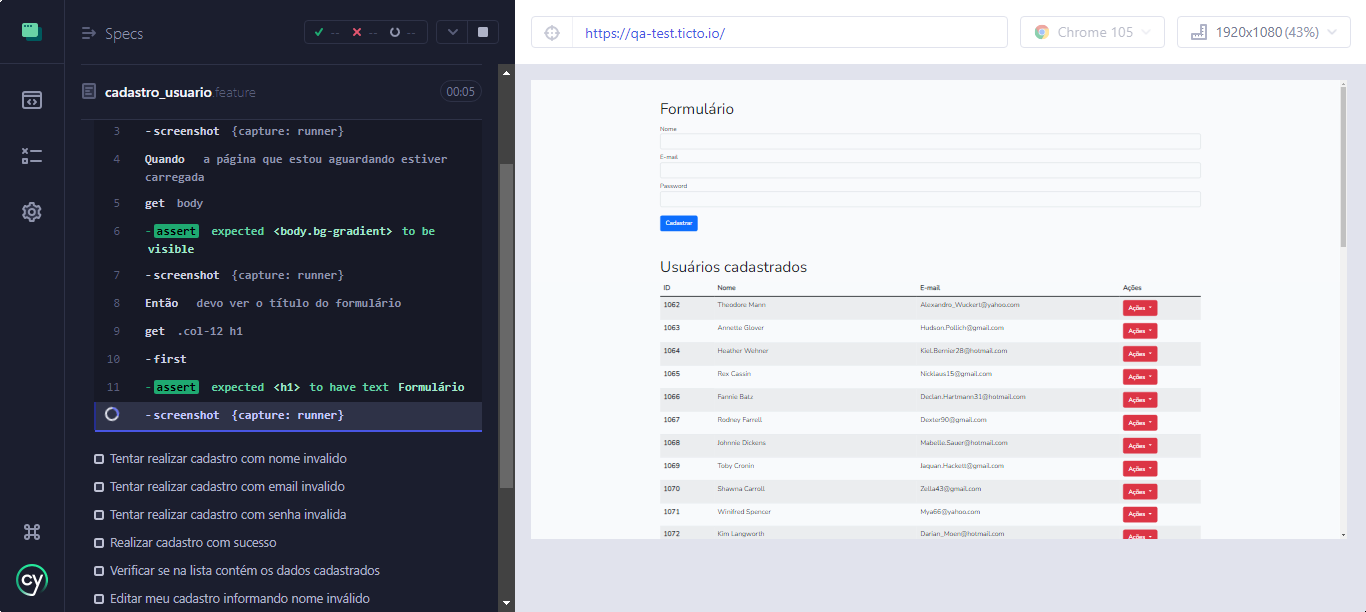 Specs
--
--
--
cadastro_usuario.feature
00:05
3 -screenshot {capture: runner}
4 Quando a página que estou aguardando estiver
carregada
5 get body
6 -assert expected <body.bg-gradient> to be
visible
7 -screenshot {capture: runner}
8 Então devo ver o título do formulário
9 get .col-12 h1
10 -first
11 -assert expected <h1> to have text Formulário
-screenshot {capture: runner}
Tentar realizar cadastro com nome invalido
Tentar realizar cadastro com email invalido
Tentar realizar cadastro com senha invalida
Realizar cadastro com sucesso
Verificar se na lista contém os dados cadastrados
Editar meu cadastro informando nome inválido
cy
https://qa-test.ticto.io/
Chrome 105
1920x1080 (43%)
Formulário
Nome
E-mail
Password
Cadastrar
Usuários cadastrados
ID Nome E-mail Ações
1062 Theodore Mann Alexandro_Wuckert@yahoo.com Ações
1063 Annette Glover Hudson.Pollich@gmail.com Ações
1064 Heather Wehner Kiel.Bernier28@hotmail.com Ações
1065 Rex Cassin Nicklaus15@gmail.com Ações
1066 Fannie Batz Declan.Hartmann31@hotmail.com Ações
1067 Rodney Farrell Dexter90@gmail.com Ações
1068 Johnnie Dickens Mabelle.Sauer@hotmail.com Ações
1069 Toby Cronin Jaquan.Hackett@gmail.com Ações
1070 Shawna Carroll Zella43@gmail.com Ações
1071 Winifred Spencer Mya66@yahoo.com Ações
1072 Kim Langworth Darian_Moen@hotmail.com Ações